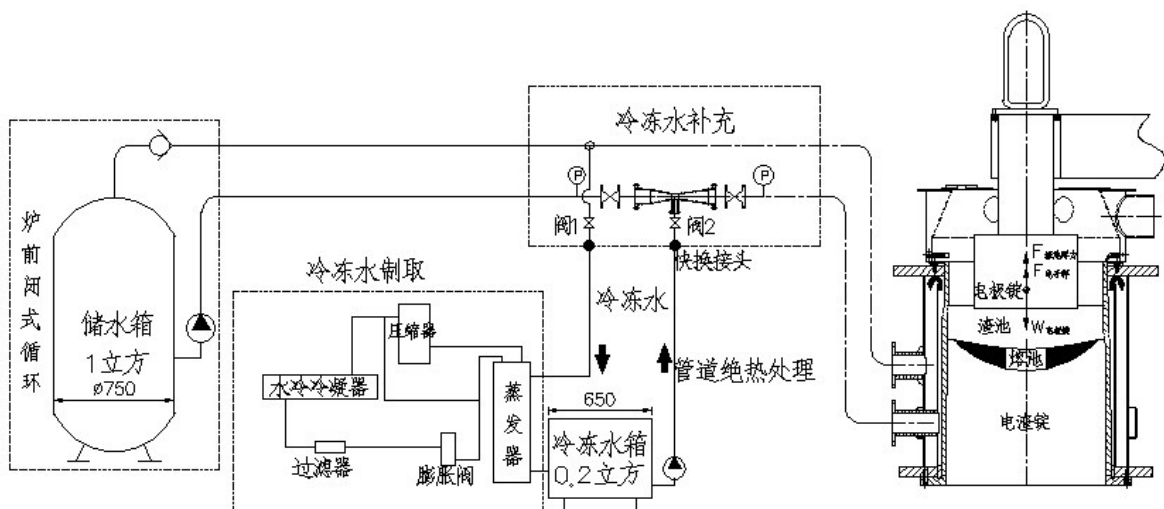 冷冻水补充
P
P
阀1
阀2
快换接头
炉前闭式循环
储水箱
1立方
ø750
冷冻水制取
压缩器
水冷冷凝器
过滤器
膨胀阀
蒸发器
冷冻水
管道绝热处理
650
冷冻水箱
0.2立方
F
F
电极锭
渣池
W
熔池
电渣锭